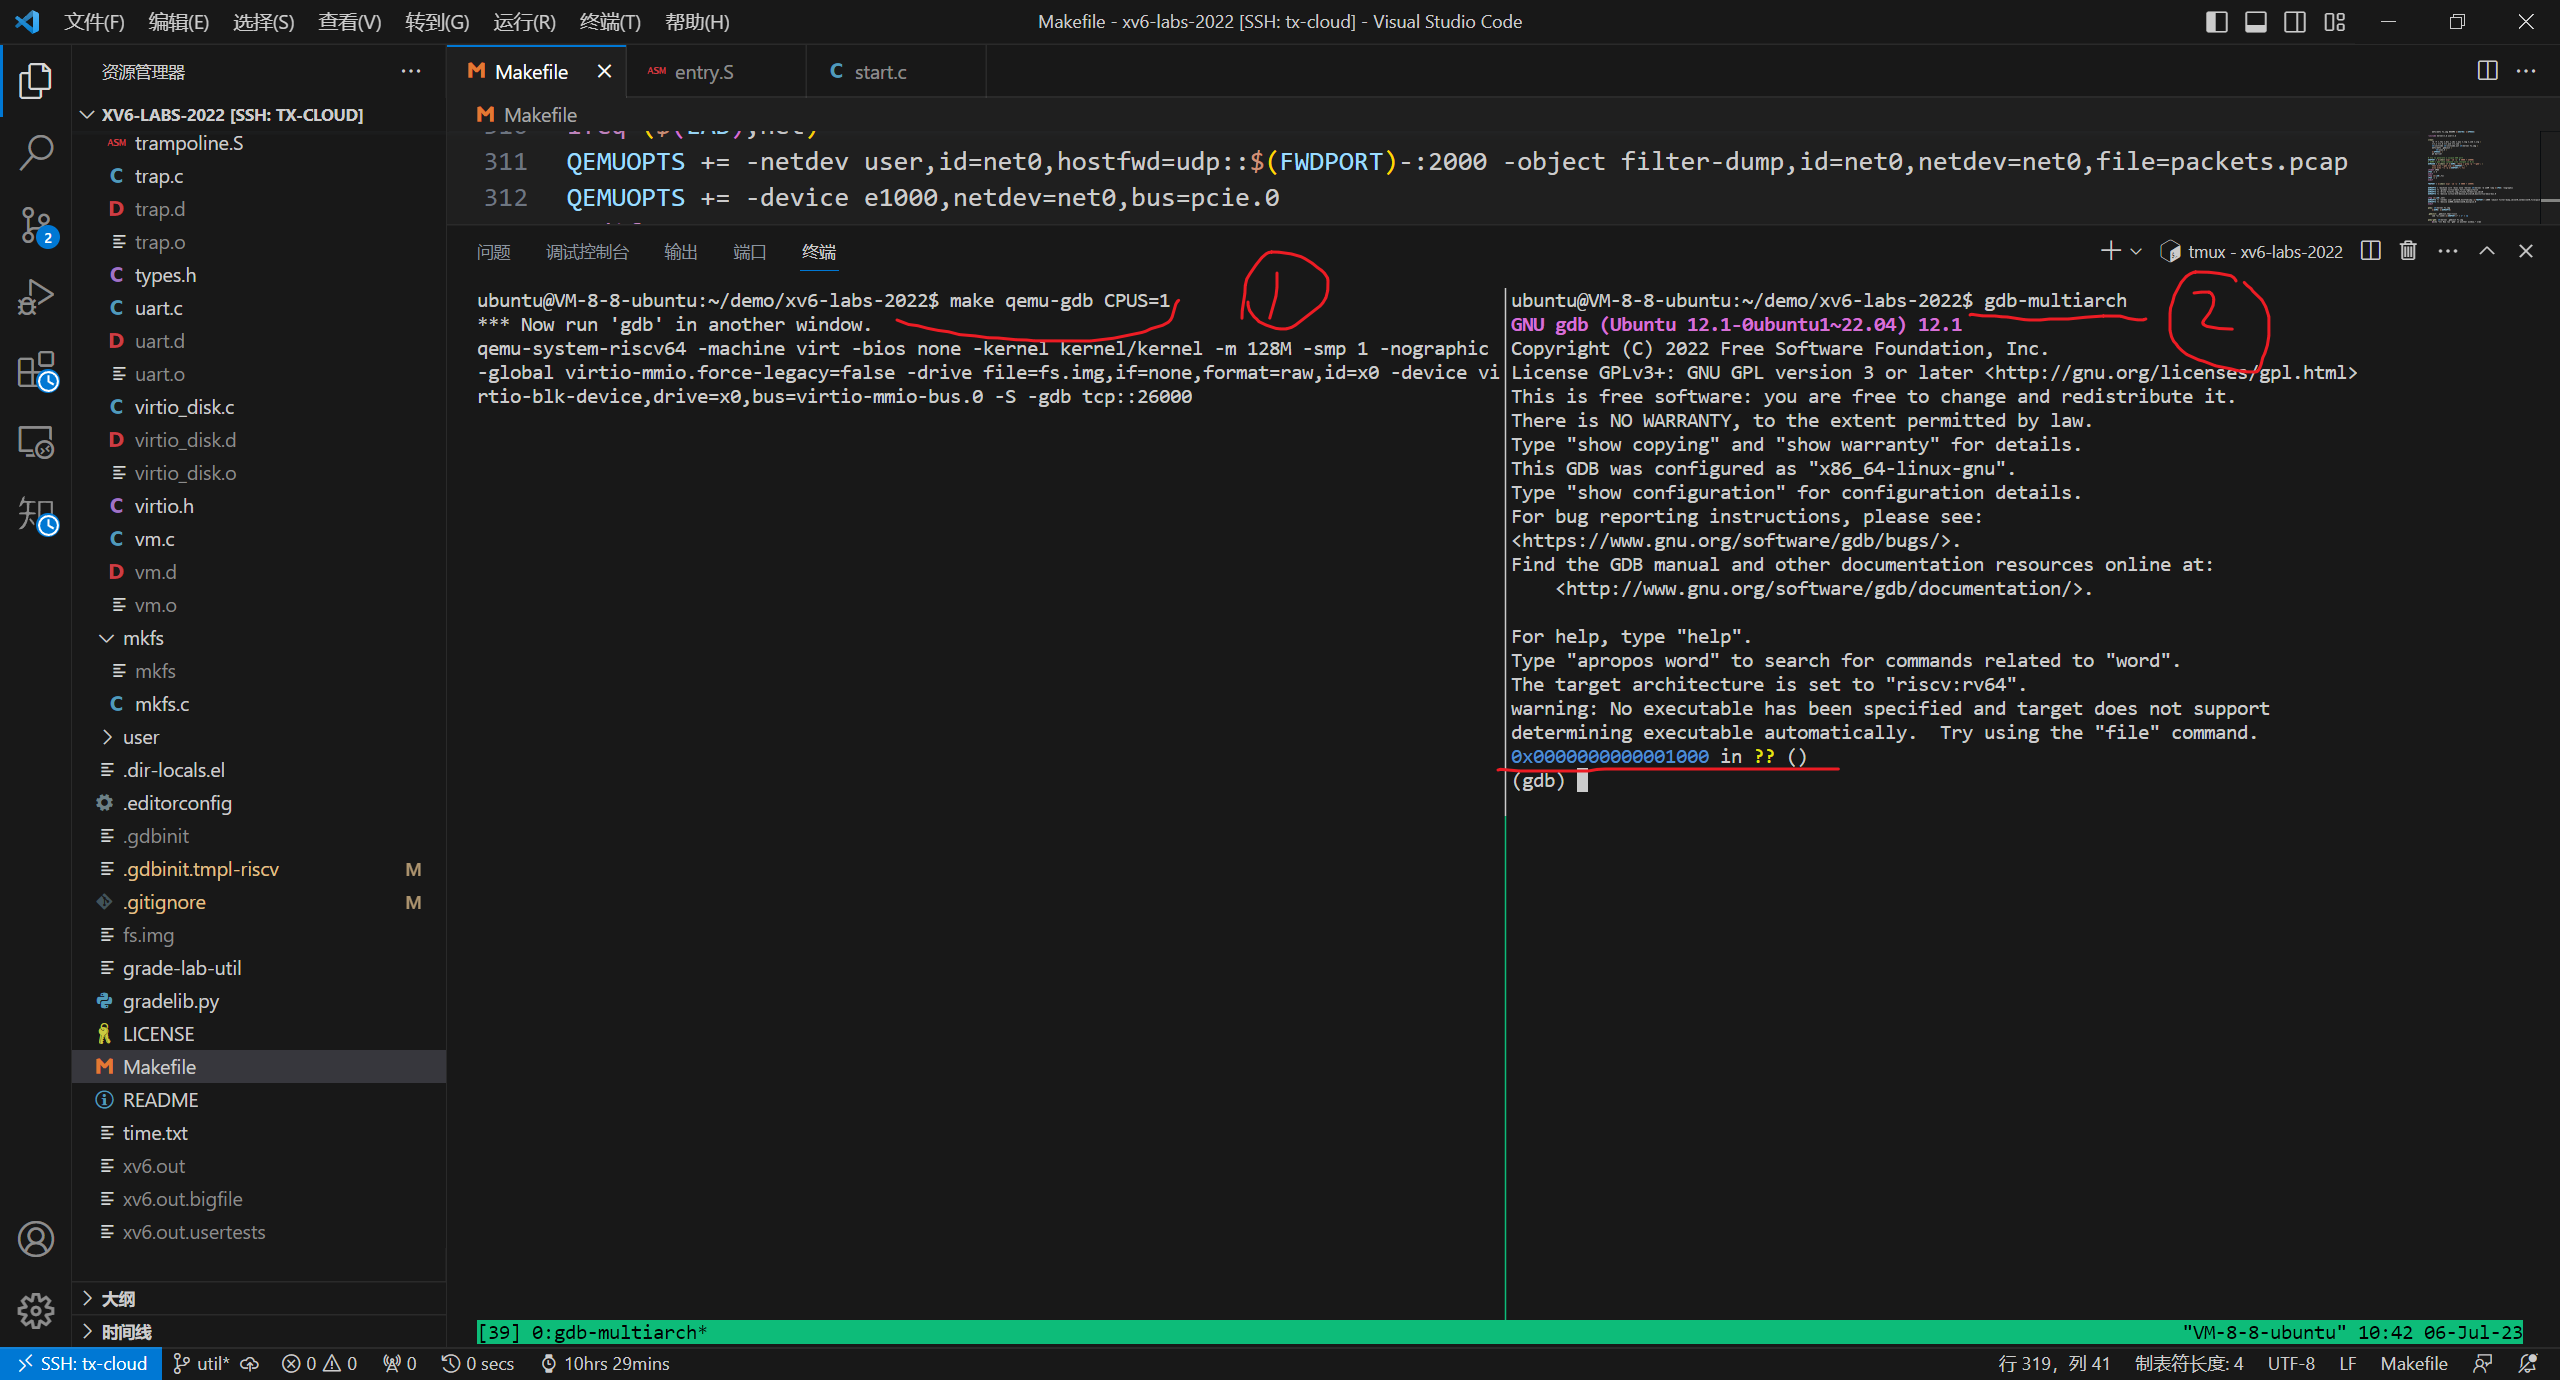 文件(F) 编辑(E) 选择(S) 查看(V) 转到(G) 运行(R) 终端(T) 帮助(H)
Makefile - xv6-labs-2022 [SSH: tx-cloud] - Visual Studio Code
资源管理器
XV6-LABS-2022 [SSH: TX-CLOUD]
ASM trampoline.S
C trap.c
D trap.d
trap.o
C types.h
C uart.c
D uart.d
uart.o
C virtio_disk.c
D virtio_disk.d
virtio_disk.o
C virtio.h
C vm.c
D vm.d
vm.o
mkfs
mkfs
C mkfs.c
user
.dir-locals.el
.editorconfig
.gdbinit
.gdbinit.tmpl-riscv M
.gitignore M
fs.img
grade-lab-util
gradelib.py
LICENSE
M Makefile
README
time.txt
xv6.out
xv6.out.bigfile
xv6.out.usertests
大纲
时间线
2
知
M Makefile
ASM entry.S
C start.c
M Makefile
311 QEMUOPTS += -netdev user,id=net0,hostfwd=udp::$(FWDPORT)-:2000 -object filter-dump,id=net0,netdev=net0,file=packets.pcap
312 QEMUOPTS += -device e1000,netdev=net0,bus=pcie.0
问题 调试控制台 输出 端口 终端
tmux - xv6-labs-2022
ubuntu@VM-8-8-ubuntu:~/demo/xv6-labs-2022$ make qemu-gdb CPUS=1
*** Now run 'gdb' in another window.
qemu-system-riscv64 -machine virt -bios none -kernel kernel/kernel -m 128M -smp 1 -nographic
-global virtio-mmio.force-legacy=false -drive file=fs.img,if=none,format=raw,id=x0 -device vi
rtio-blk-device,drive=x0,bus=virtio-mmio-bus.0 -S -gdb tcp::26000
1
ubuntu@VM-8-8-ubuntu:~/demo/xv6-labs-2022$ gdb-multiarch
GNU gdb (Ubuntu 12.1-0ubuntu1~22.04) 12.1
Copyright (C) 2022 Free Software Foundation, Inc.
License GPLv3+: GNU GPL version 3 or later <http://gnu.org/licenses/gpl.html>
This is free software: you are free to change and redistribute it.
There is NO WARRANTY, to the extent permitted by law.
Type "show copying" and "show warranty" for details.
This GDB was configured as "x86_64-linux-gnu".
Type "show configuration" for configuration details.
For bug reporting instructions, please see:
<https://www.gnu.org/software/gdb/bugs/>.
Find the GDB manual and other documentation resources online at:
<http://www.gnu.org/software/gdb/documentation/>.
For help, type "help".
Type "apropos word" to search for commands related to "word".
The target architecture is set to "riscv:rv64".
warning: No executable has been specified and target does not support
determining executable automatically.  Try using the "file" command.
0x0000000000001000 in ?? ()
(gdb)
2
[39] 0:gdb-multiarch*
"VM-8-8-ubuntu" 10:42 06-Jul-23
SSH: tx-cloud util* 0 0 0 0 secs 10hrs 29mins
行 319，列 41 制表符长度: 4 UTF-8 LF Makefile